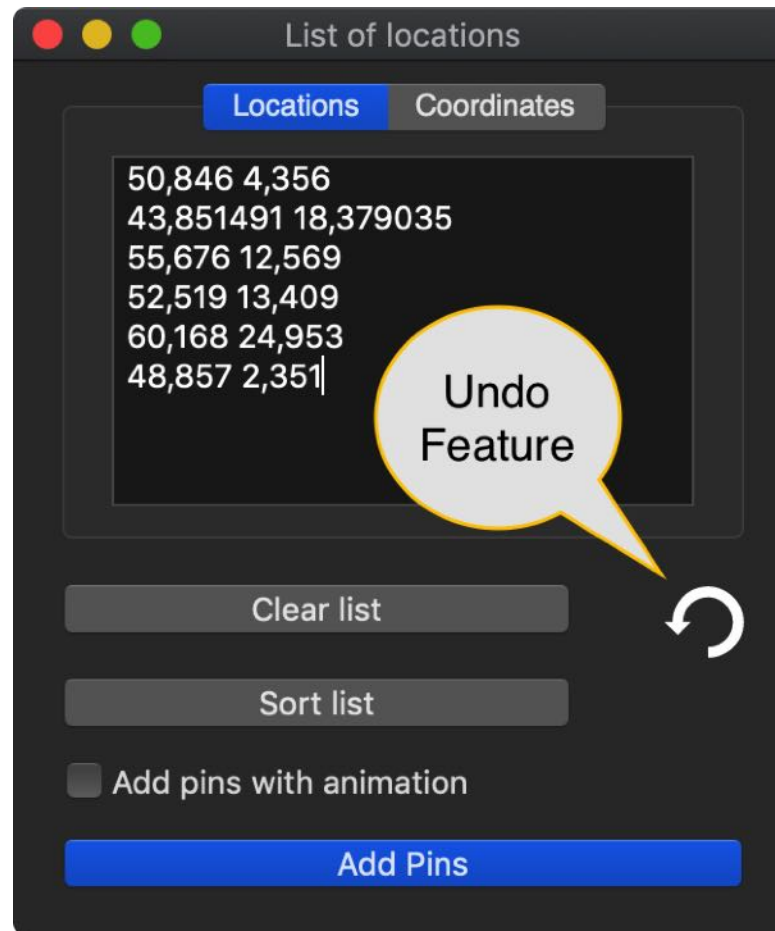 List of locations
Locations Coordinates
50,846 4,356
43,851491 18,379035
55,676 12,569
52,519 13,409
60,168 24,953
48,857 2,351
Undo
Feature
Clear list
Sort list
Add pins with animation
Add Pins